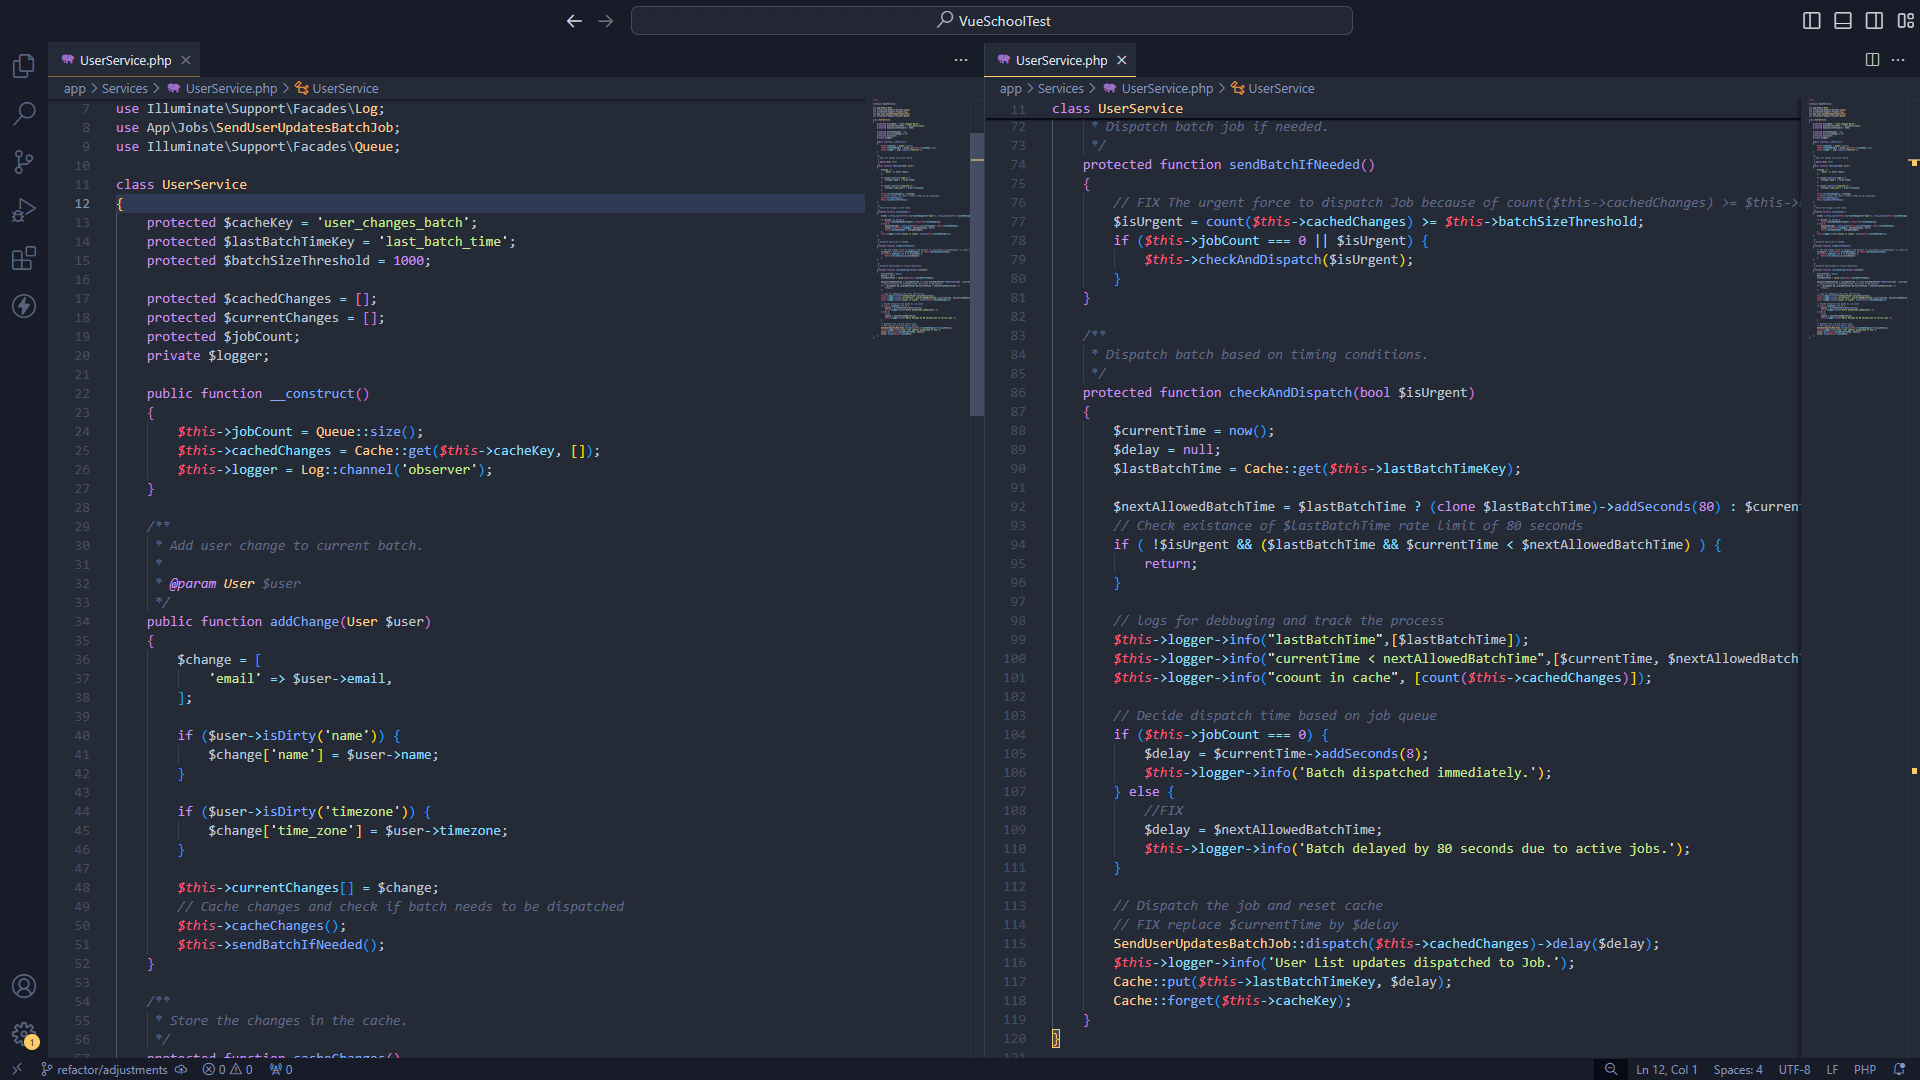 VueSchoolTest
UserService.php
app > Services > UserService.php > UserService
7 use Illuminate\Support\Facades\Log;
8 use App\Jobs\SendUserUpdatesBatchJob;
9 use Illuminate\Support\Facades\Queue;
10
11 class UserService
12 {
13 protected $cacheKey = 'user_changes_batch';
14 protected $lastBatchTimeKey = 'last_batch_time';
15 protected $batchSizeThreshold = 1000;
16
17 protected $cachedChanges = [];
18 protected $currentChanges = [];
19 protected $jobCount;
20 private $logger;
21
22 public function __construct()
23 {
24 $this->jobCount = Queue::size();
25 $this->cachedChanges = Cache::get($this->cacheKey, []);
26 $this->logger = Log::channel('observer');
27 }
28
29 /**
30 * Add user change to current batch.
31 *
32 * @param User $user
33 */
34 public function addChange(User $user)
35 {
36 $change = [
37 'email' => $user->email,
38 ];
39
40 if ($user->isDirty('name')) {
41 $change['name'] = $user->name;
42 }
43
44 if ($user->isDirty('timezone')) {
45 $change['time_zone'] = $user->timezone;
46 }
47
48 $this->currentChanges[] = $change;
49 // Cache changes and check if batch needs to be dispatched
50 $this->cacheChanges();
51 $this->sendBatchIfNeeded();
52 }
53
54 /**
55 * Store the changes in the cache.
56 */
57 protected function cacheChanges()
UserService.php
app > Services > UserService.php > UserService
11 class UserService
72 * Dispatch batch job if needed.
73 */
74 protected function sendBatchIfNeeded()
75 {
76 // FIX The urgent force to dispatch Job because of count($this->cachedChanges) >= $this->
77 $isUrgent = count($this->cachedChanges) >= $this->batchSizeThreshold;
78 if ($this->jobCount === 0 || $isUrgent) {
79 $this->checkAndDispatch($isUrgent);
80 }
81 }
82
83 /**
84 * Dispatch batch based on timing conditions.
85 */
86 protected function checkAndDispatch(bool $isUrgent)
87 {
88 $currentTime = now();
89 $delay = null;
90 $lastBatchTime = Cache::get($this->lastBatchTimeKey);
91
92 $nextAllowedBatchTime = $lastBatchTime ? (clone $lastBatchTime)->addSeconds(80) : $curren
93 // Check existance of $lastBatchTime rate limit of 80 seconds
94 if ( !$isUrgent && ($lastBatchTime && $currentTime < $nextAllowedBatchTime) ) {
95 return;
96 }
97
98 // logs for debbuging and track the process
99 $this->logger->info("lastBatchTime",[$lastBatchTime]);
100 $this->logger->info("currentTime < nextAllowedBatchTime",[$currentTime, $nextAllowedBatch
101 $this->logger->info("coount in cache", [count($this->cachedChanges)]);
102
103 // Decide dispatch time based on job queue
104 if ($this->jobCount === 0) {
105 $delay = $currentTime->addSeconds(8);
106 $this->logger->info('Batch dispatched immediately.');
107 } else {
108 //FIX
109 $delay = $nextAllowedBatchTime;
110 $this->logger->info('Batch delayed by 80 seconds due to active jobs.');
111 }
112
113 // Dispatch the job and reset cache
114 // FIX replace $currentTime by $delay
115 SendUserUpdatesBatchJob::dispatch($this->cachedChanges)->delay($delay);
116 $this->logger->info('User List updates dispatched to Job.');
117 Cache::put($this->lastBatchTimeKey, $delay);
118 Cache::forget($this->cacheKey);
119 }
120 }
121
1
refactor/adjustments 0 0 0
Ln 12, Col 1 Spaces: 4 UTF-8 LF PHP